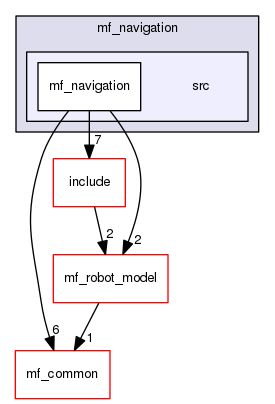 mf_navigation
mf_navigation src
7
include
2 2
mf_robot_model
6 1
mf_common